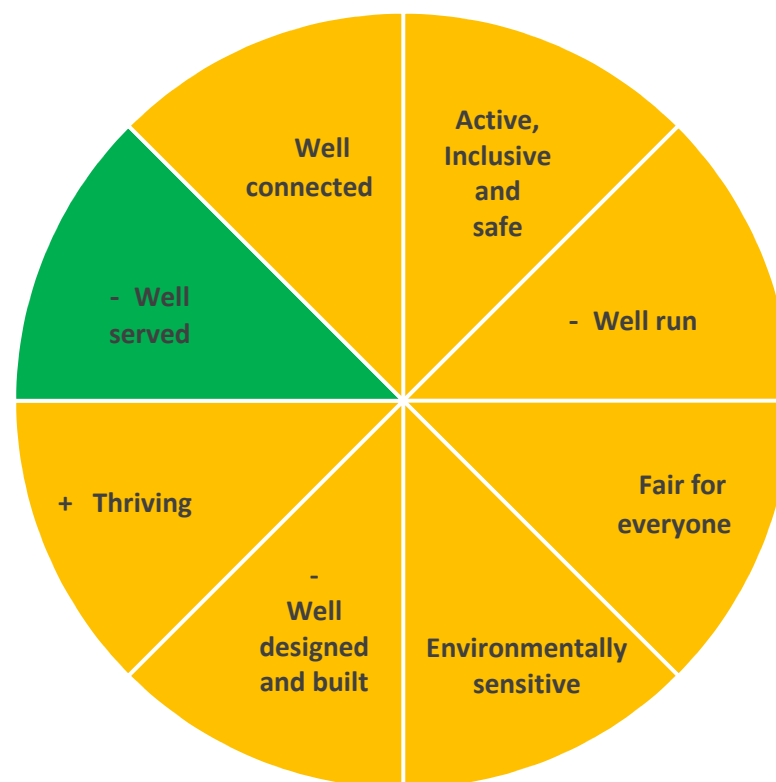 Active,
Inclusive
and
safe
- Well run
Fair for
everyone
Environmentally
sensitive
-
Well
designed
and built
+ Thriving
- Well
served
Well
connected